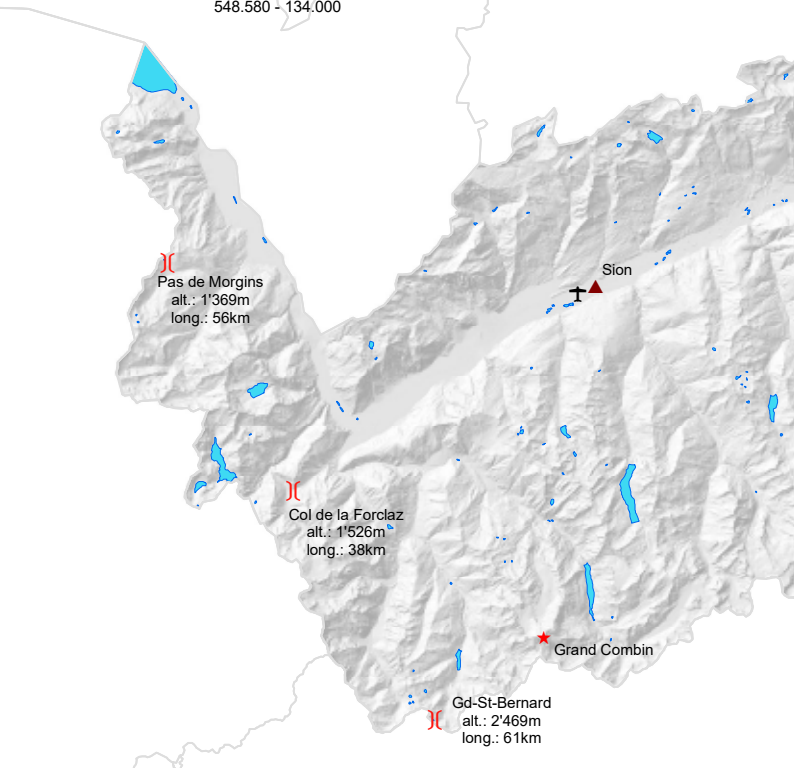 548.580 - 134.000
Sion
Pas de Morgins
alt.: 1'369m
long.: 56km
Col de la Forclaz
alt.: 1'526m
long.: 38km
Grand Combin
Gd-St-Bernard
alt.: 2'469m
long.: 61km